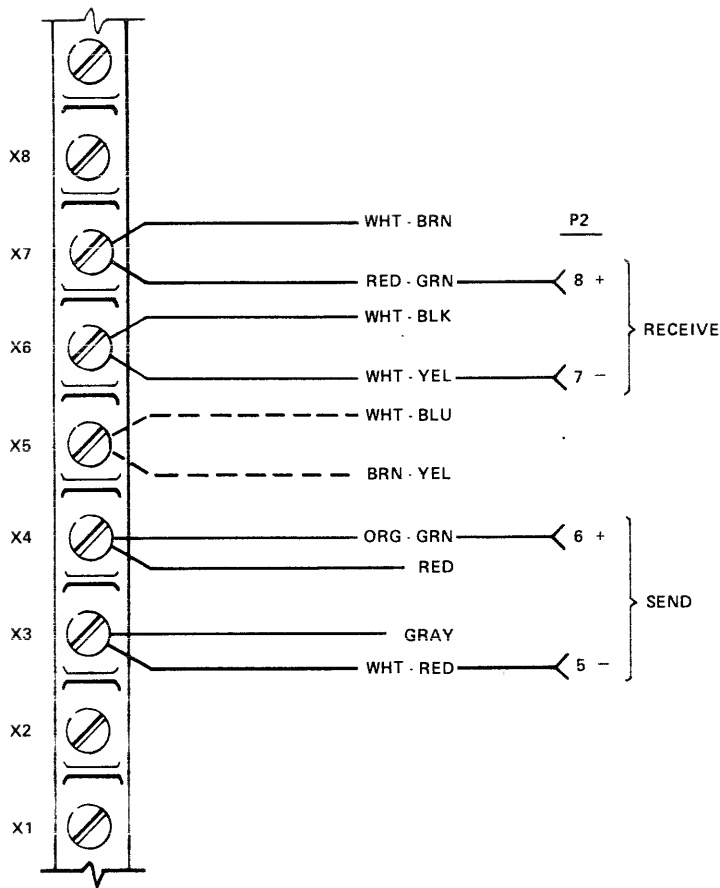 X8
WHT - BRN
P2
X7
RED - GRN 8 +
WHT - BLK
RECEIVE
X6
WHT - YEL 7 −
WHT - BLU
X5
BRN - YEL
X4 ORG - GRN 6 +
RED
SEND
X3 GRAY
WHT - RED 5 −
X2
X1